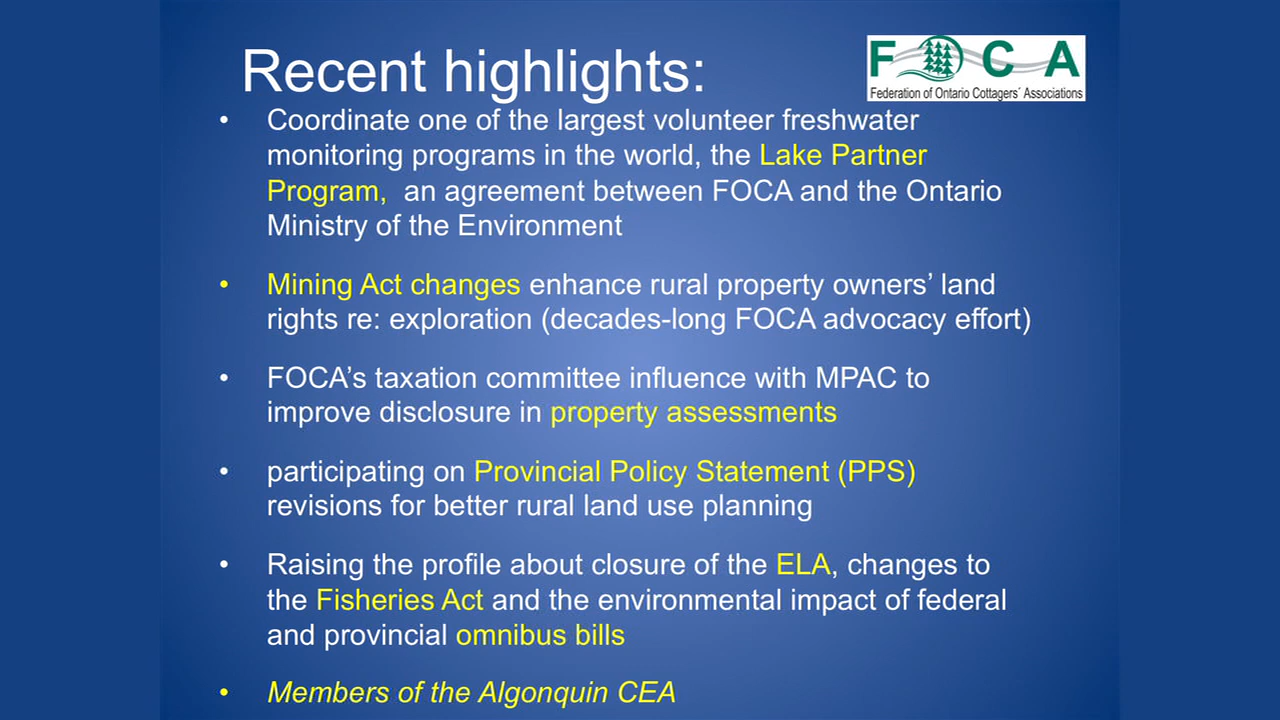 Recent highlights:
F O C A
Federation of Ontario Cottagers´ Associations
• Coordinate one of the largest volunteer freshwater
monitoring programs in the world, the Lake Partner
Program, an agreement between FOCA and the Ontario
Ministry of the Environment
• Mining Act changes enhance rural property owners’ land
rights re: exploration (decades-long FOCA advocacy effort)
• FOCA’s taxation committee influence with MPAC to
improve disclosure in property assessments
• participating on Provincial Policy Statement (PPS)
revisions for better rural land use planning
• Raising the profile about closure of the ELA, changes to
the Fisheries Act and the environmental impact of federal
and provincial omnibus bills
• Members of the Algonquin CEA